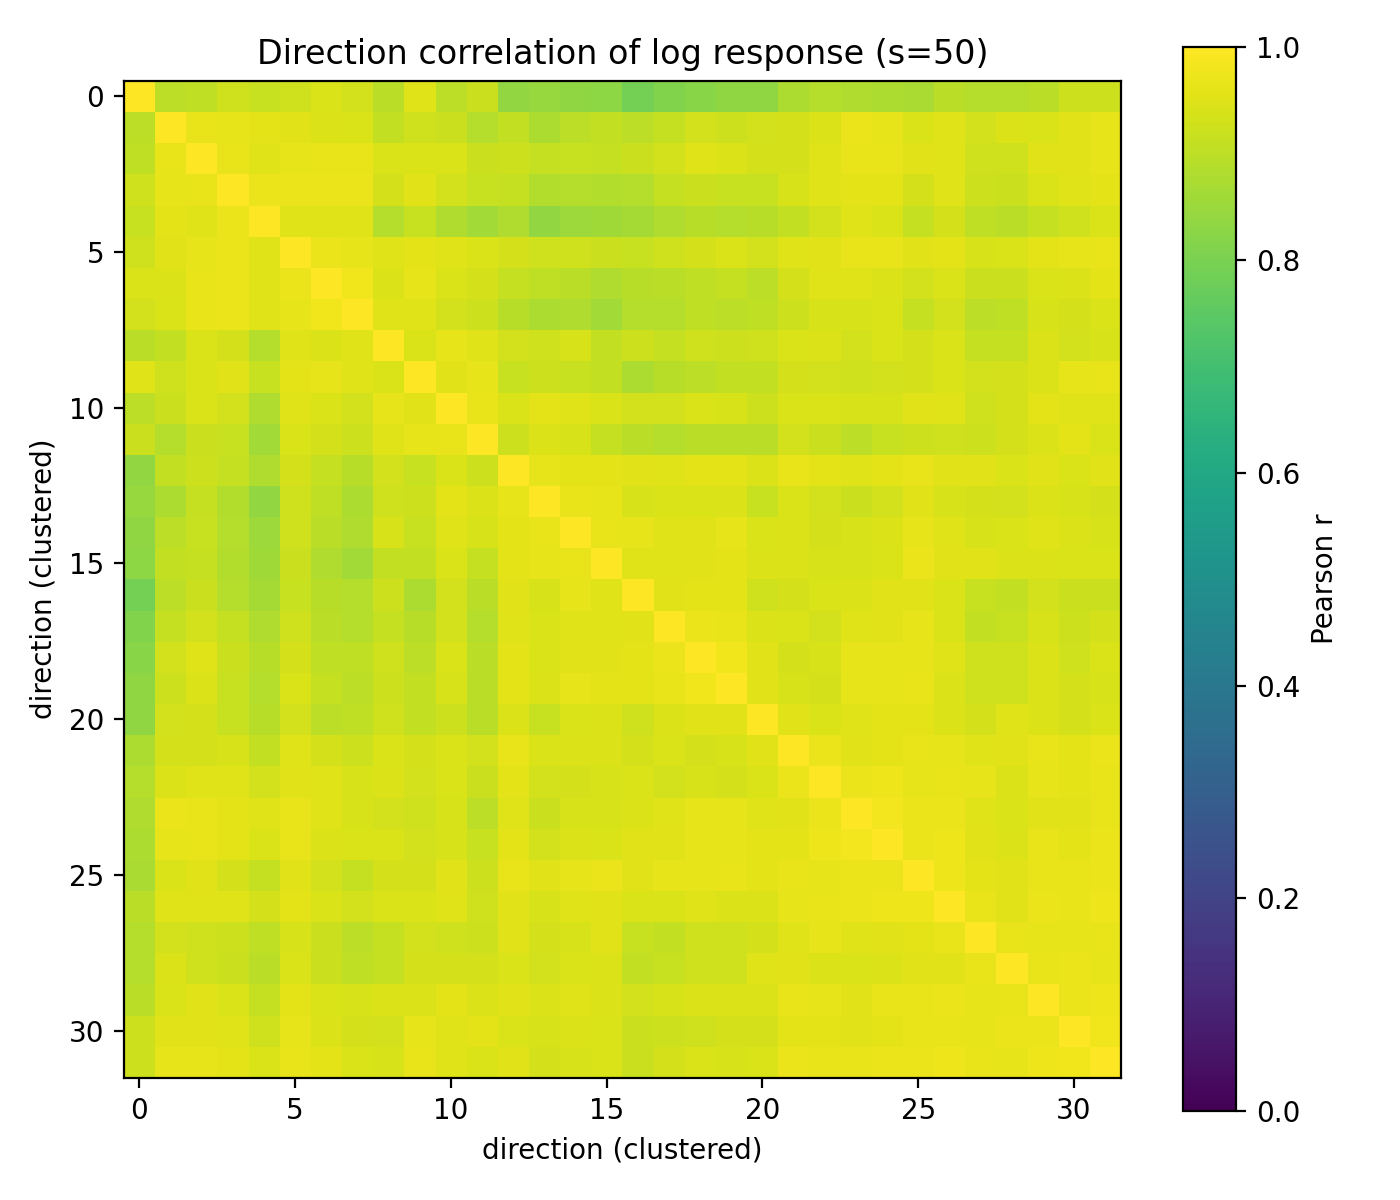 Direction correlation of log response (s=50)
0
5
10
15
20
25
30
direction (clustered)
0 5 10 15 20 25 30
direction (clustered)
1.0
0.8
0.6
0.4
0.2
0.0
Pearson r